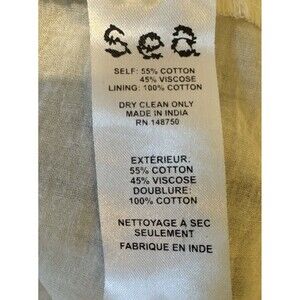 sea
SELF: 55% COTTON
45% VISCOSE
LINING: 100% COTTON
DRY CLEAN ONLY
MADE IN INDIA
RN 148750
EXTÉRIEUR:
55% COTTON
45% VISCOSE
DOUBLURE:
100% COTTON
NETTOYAGE À SEC
SEULEMENT
FABRIQUE EN INDE